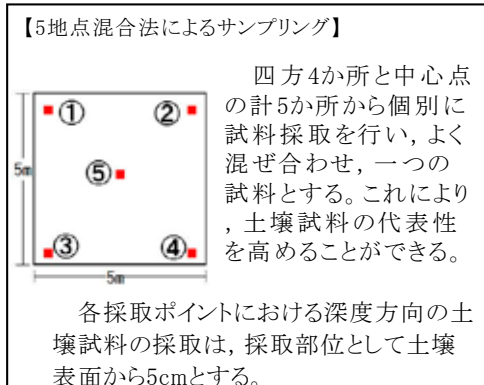 【5地点混合法によるサンプリング】
四方4か所と中心点
の計5か所から個別に
試料採取を行い，よく
混ぜ合わせ，一つの
試料とする。これにより
，土壌試料の代表性
を高めることができる。
① ②
⑤
③ ④
5m
5m
各採取ポイントにおける深度方向の土
壌試料の採取は，採取部位として土壌
表面から5cmとする。